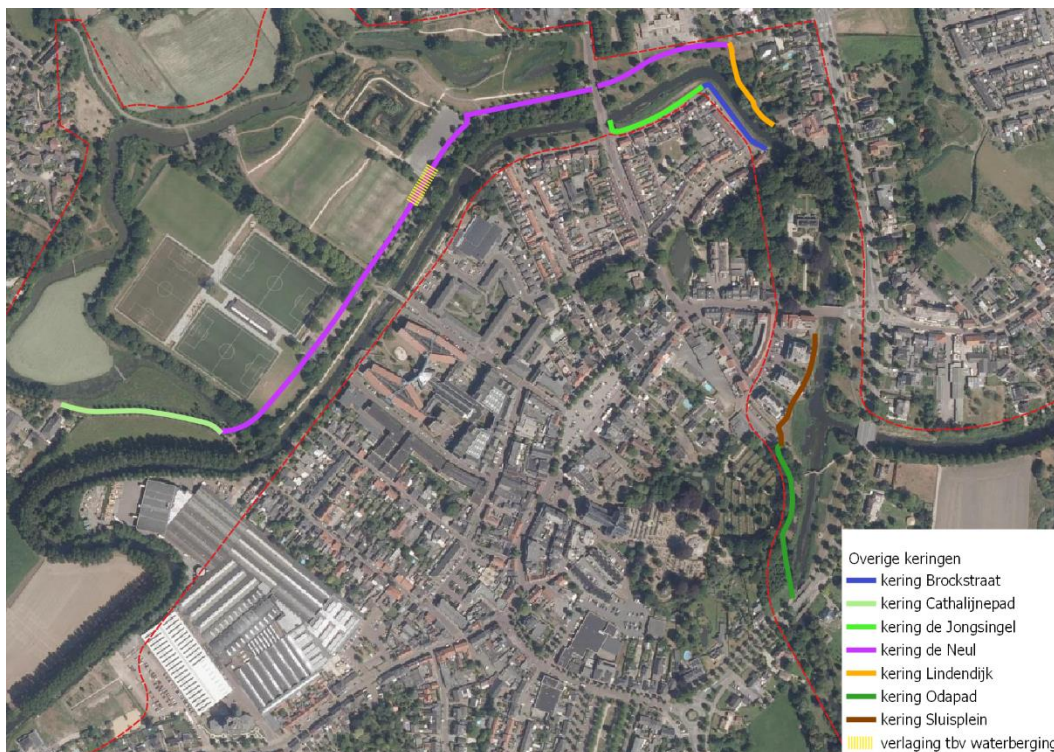 Overige keringen
kering Brockstraat
kering Cathalijnepad
kering de Jongsingel
kering de Neul
kering Lindendijk
kering Odapad
kering Sluisplein
verlaging tbv waterberging